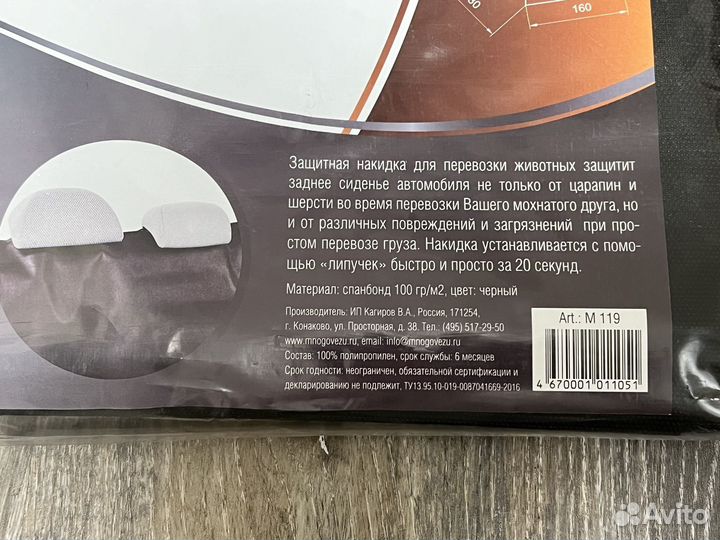 160
Защитная накидка для перевозки животных защитит
заднее сиденье автомобиля не только от царапин и
шерсти во время перевозки Вашего мохнатого друга, но
и от различных повреждений и загрязнений при про-
стом перевозе груза. Накидка устанавливается с помо-
щью «липучек» быстро и просто за 20 секунд.
Материал: спанбонд 100 гр/м2, цвет: черный
Производитель: ИП Кагиров В.А., Россия, 171254,
г. Конаково, ул. Просторная, д. 38. Тел.: (495) 517-29-50
www.mnogovezu.ru, email: info@mnogovezu.ru
Состав: 100% полипропилен, срок службы: 6 месяцев
Срок годности: неограничен, обязательной сертификации и
декларированию не подлежит, ТУ13.95.10-019-0087041669-2016
Art.: M 119
4 670001 011051
Avito